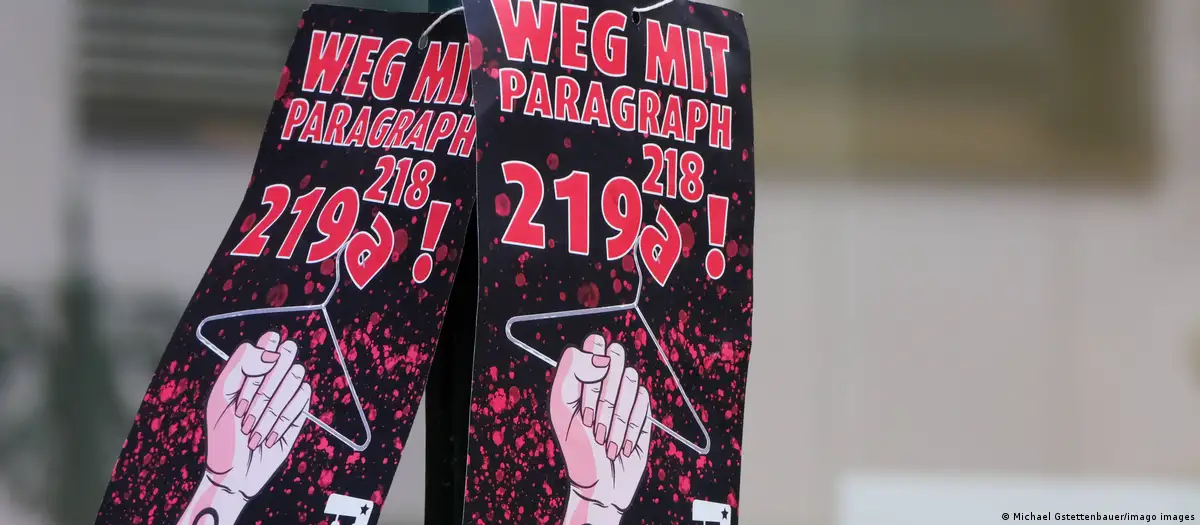 WEG MI
PARAGRAPH
218
219a!
WEG MIT
PARAGRAPH
218
219a!
© Michael Gstettenbauer/imago images